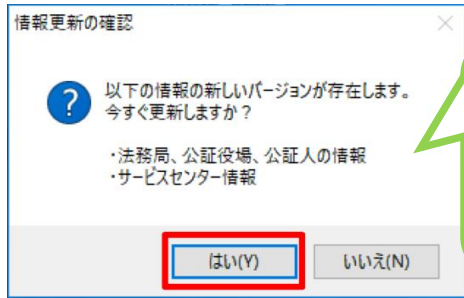 情報更新の確認
以下の情報の新しいバージョンが存在します。
今すぐ更新しますか？
・法務局、公証役場、公証人の情報
・サービスセンター情報
はい(Y)
いいえ(N)